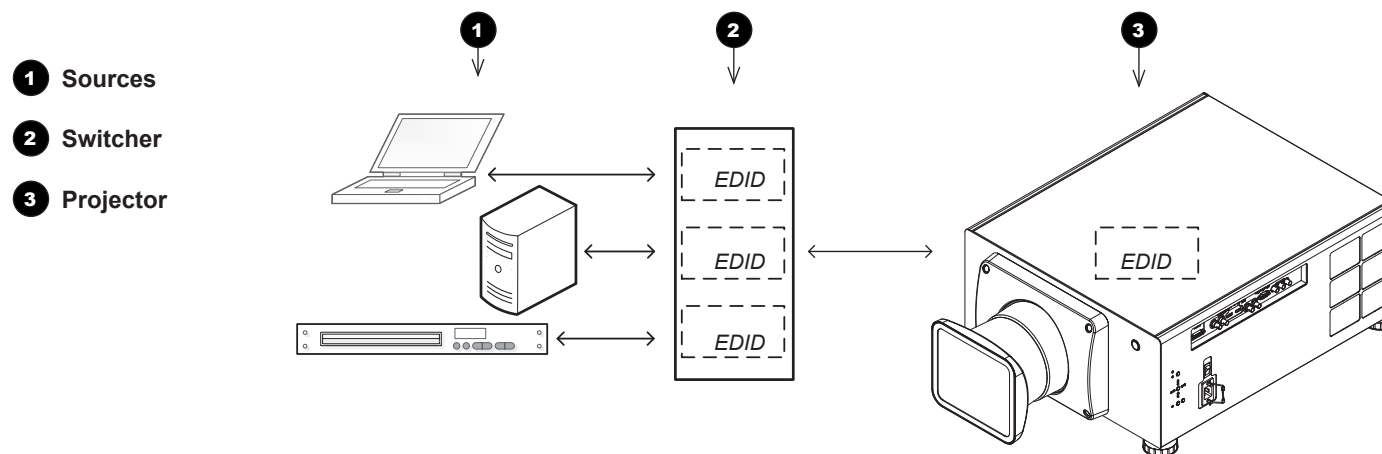 1 2 3
1 Sources
2 Switcher
3 Projector
EDID
EDID
EDID
EDID